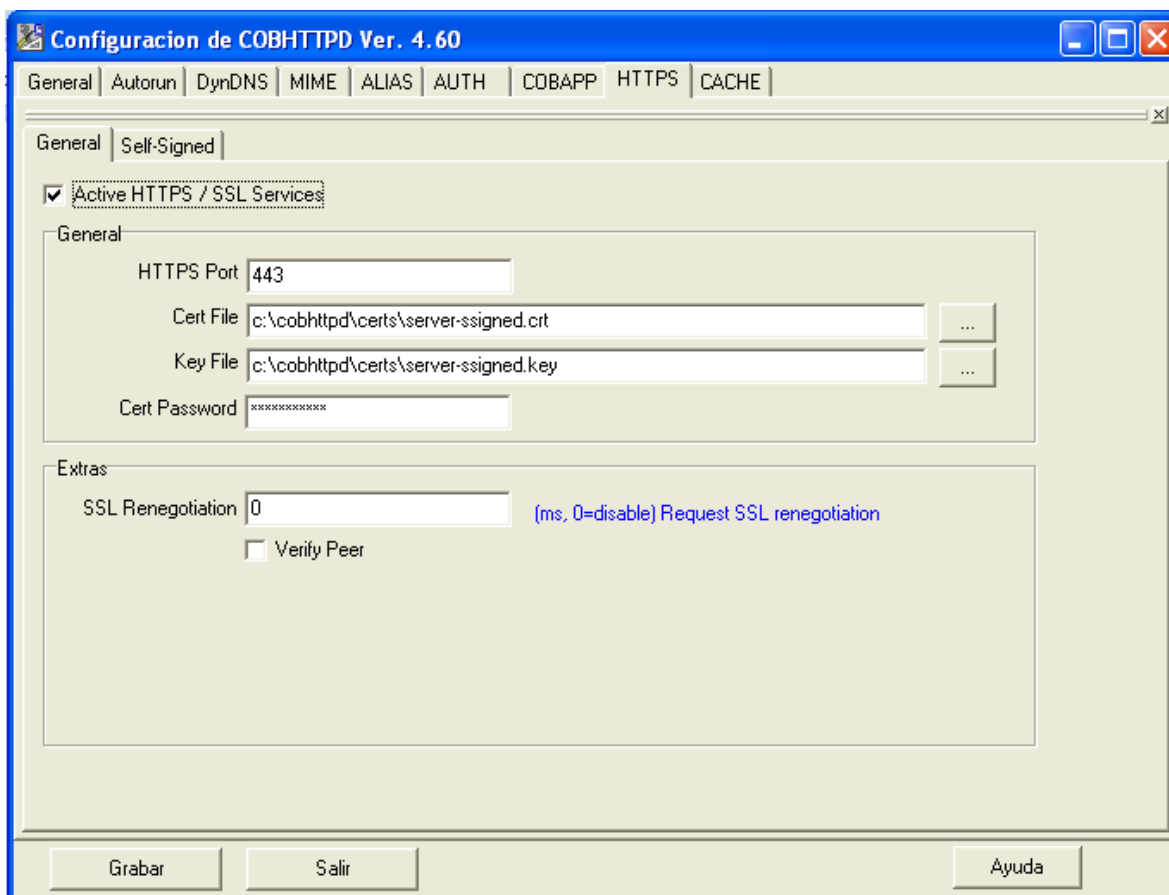 Configuracion de COBHTTPD Ver. 4.60
General Autorun DynDNS MIME ALIAS AUTH COBAPP HTTPS CACHE
General Self-Signed
Active HTTPS / SSL Services
General
HTTPS Port 443
Cert File c:\cobhttpd\certs\server-ssigned.crt ...
Key File c:\cobhttpd\certs\server-ssigned.key ...
Cert Password ***********
Extras
SSL Renegotiation 0 (ms, 0=disable) Request SSL renegotiation
Verify Peer
Grabar Salir Ayuda